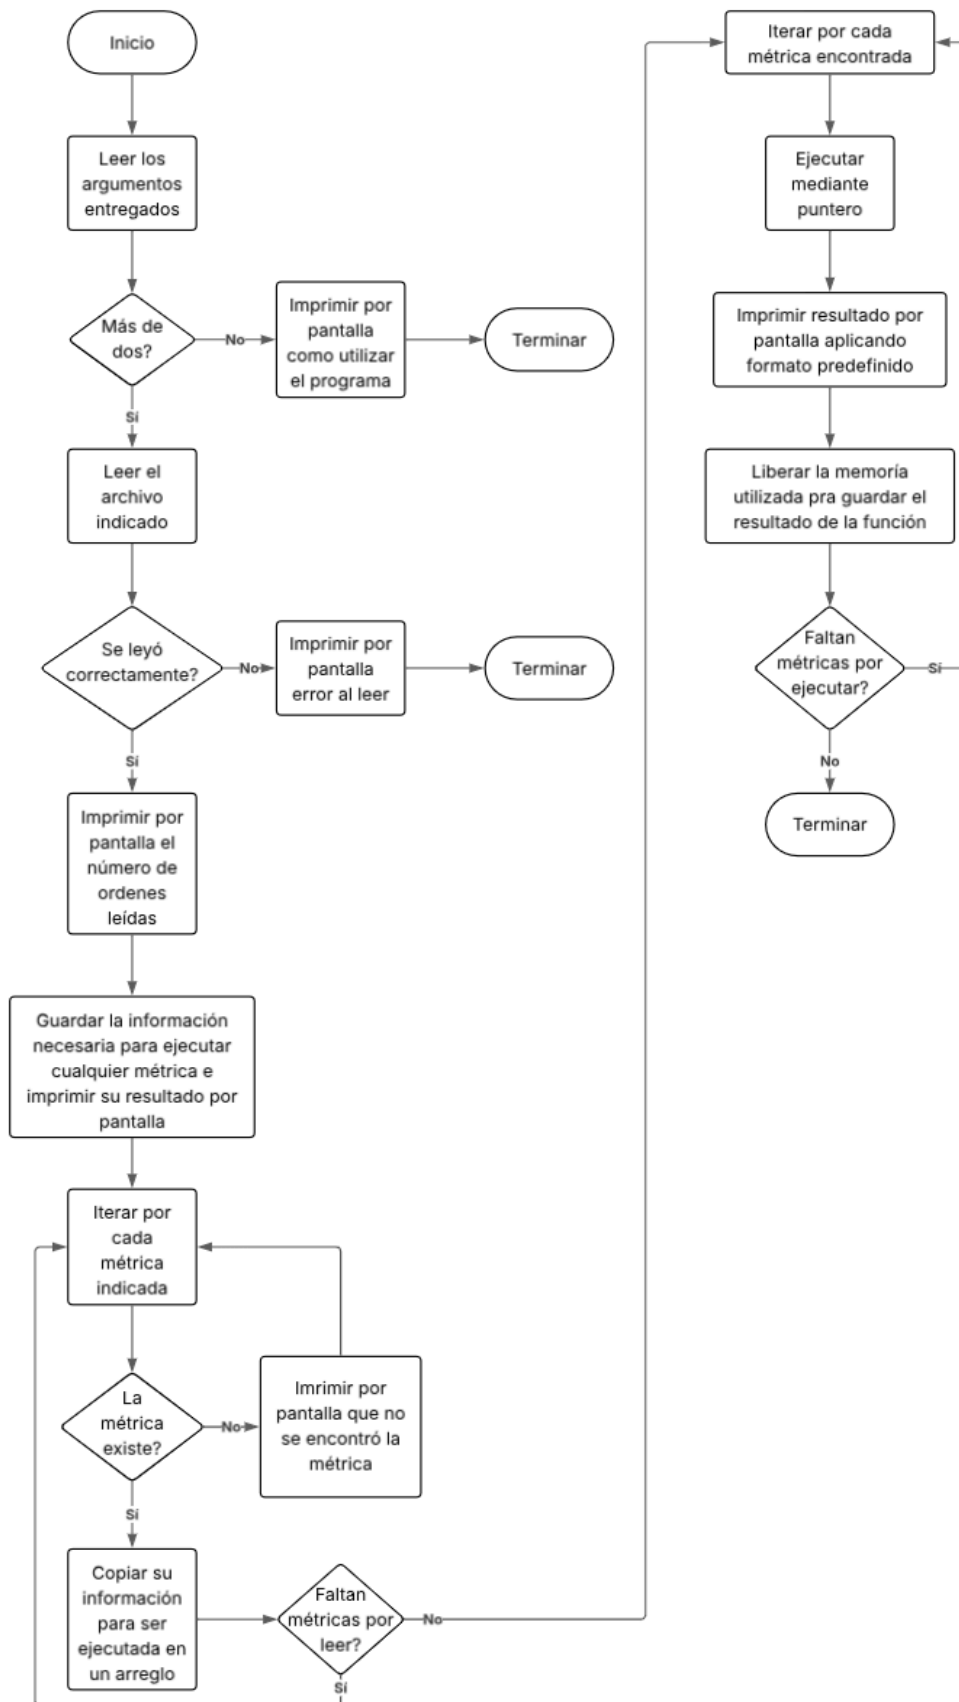 Inicio
Leer los
argumentos
entregados
Más de
dos?
No
Imprimir por
pantalla
como utilizar
el programa
Terminar
Sí
Leer el
archivo
indicado
Se leyó
correctamente?
No
Imprimir por
pantalla
error al leer
Terminar
Sí
Imprimir por
pantalla el
número de
ordenes
leídas
Guardar la información
necesaria para ejecutar
cualquier métrica e
imprimir su resultado por
pantalla
Iterar por
cada
métrica
indicada
La
métrica
existe?
No
Imrimir por
pantalla que no
se encontró la
métrica
Sí
Copiar su
información
para ser
ejecutada en
un arreglo
Faltan
métricas por
leer?
No
Sí
Iterar por cada
métrica encontrada
Ejecutar
mediante
puntero
Imprimir resultado por
pantalla aplicando
formato predefinido
Liberar la memoría
utilizada pra guardar el
resultado de la función
Faltan
métricas por
ejecutar?
Sí
No
Terminar